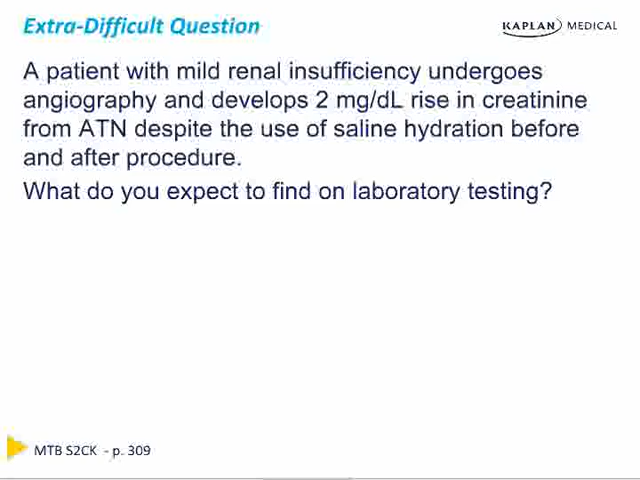 Extra-Difficult Question
KAPLAN MEDICAL
A patient with mild renal insufficiency undergoes
angiography and develops 2 mg/dL rise in creatinine
from ATN despite the use of saline hydration before
and after procedure.
What do you expect to find on laboratory testing?
MTB S2CK - p. 309